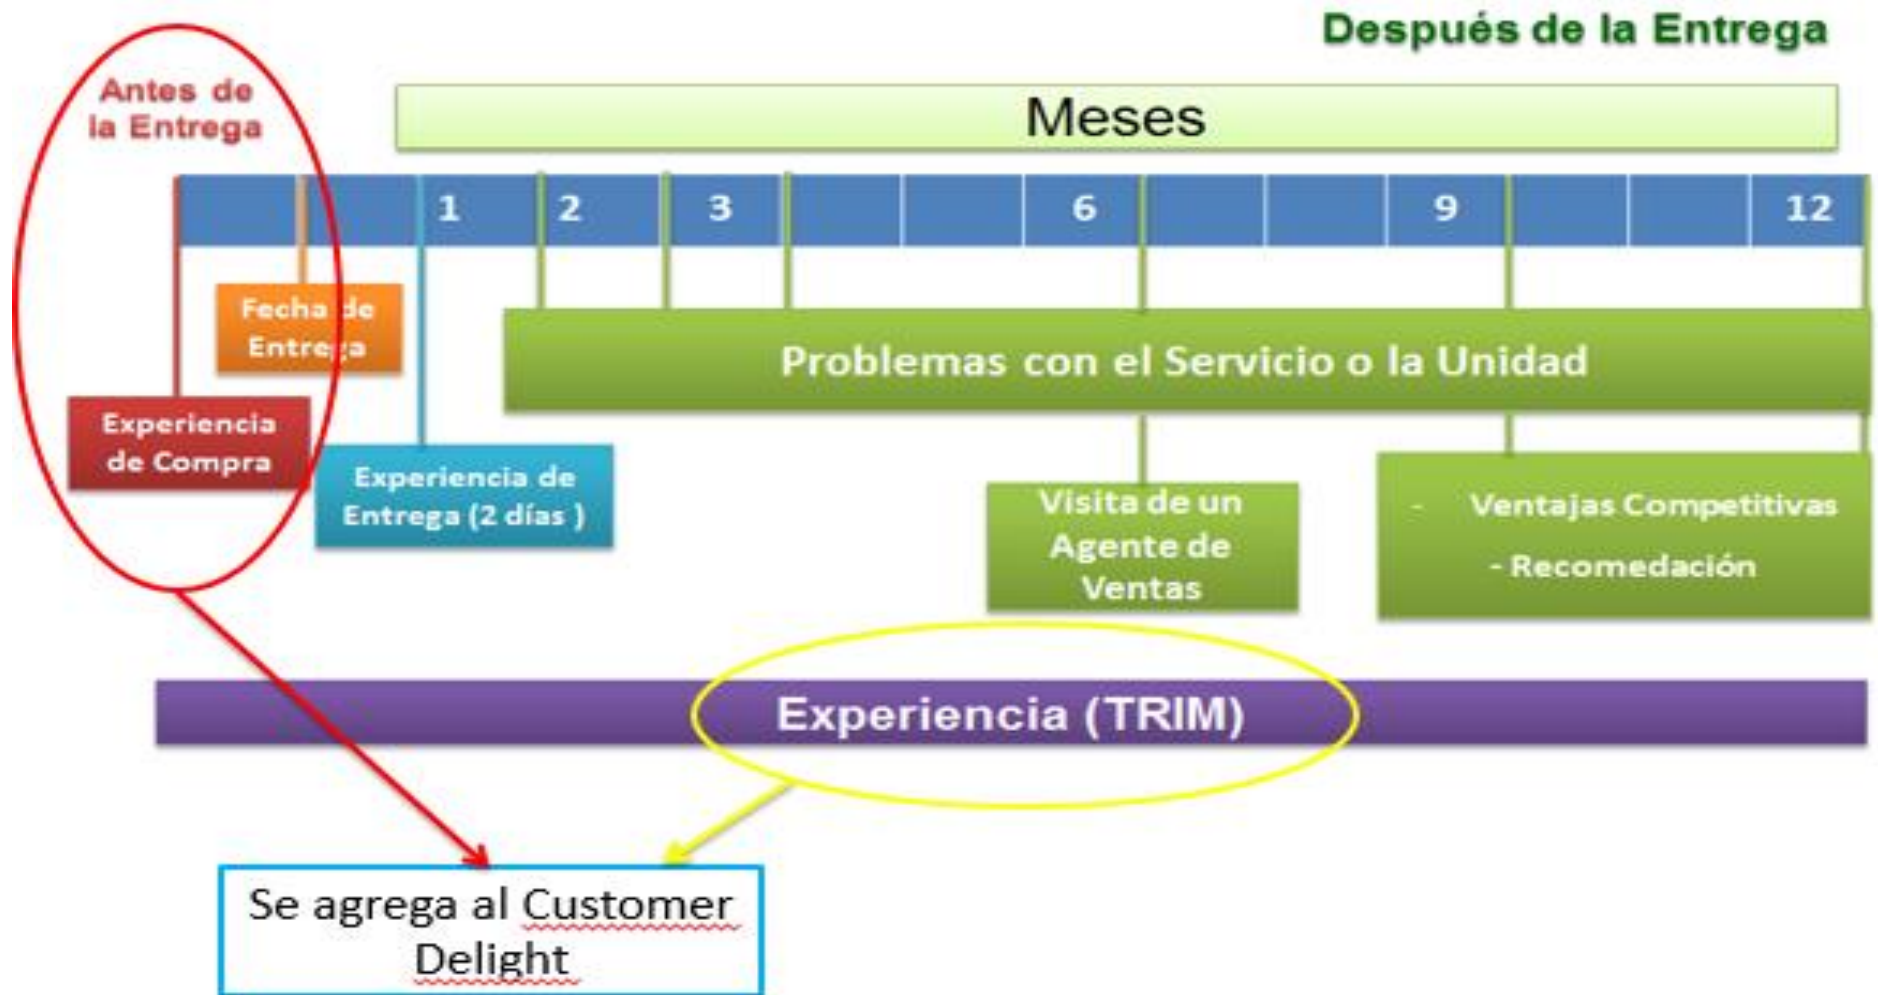 Después de la Entrega
Antes de
la Entrega
Meses
1 2 3 6 9 12
Fecha de
Entrega
Problemas con el Servicio o la Unidad
Experiencia
de Compra
Experiencia de
Entrega (2 días )
Visita de un
Agente de
Ventas
- Ventajas Competitivas
- Recomedación
Experiencia (TRIM)
Se agrega al Customer
Delight